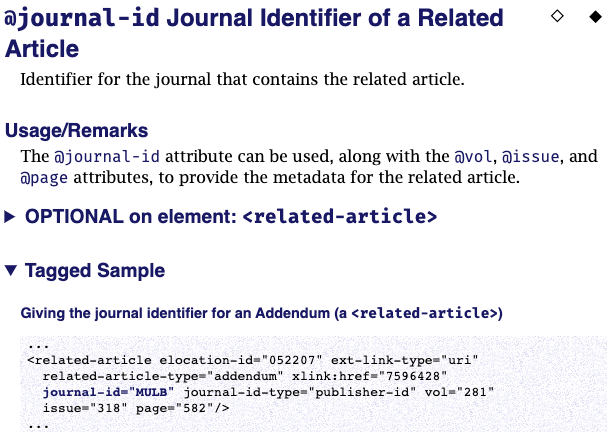 @journal-id Journal Identifier of a Related
Article
Identifier for the journal that contains the related article.
Usage/Remarks
The @journal-id attribute can be used, along with the @vol, @issue, and
@page attributes, to provide the metadata for the related article.
OPTIONAL on element: <related-article>
Tagged Sample
Giving the journal identifier for an Addendum (a <related-article>)
...
<related-article elocation-id="052207" ext-link-type="uri"
related-article-type="addendum" xlink:href="7596428"
journal-id="MULB" journal-id-type="publisher-id" vol="281"
issue="318" page="582"/>
...